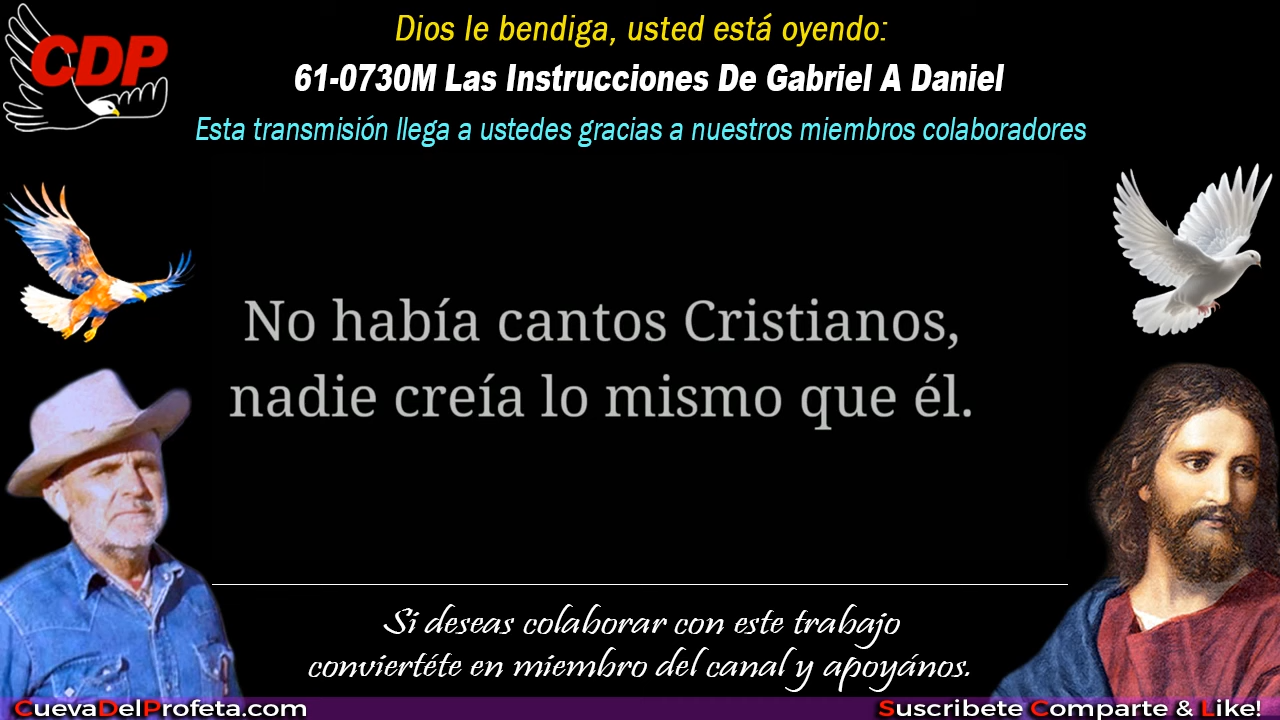 CDP
Dios le bendiga, usted está oyendo:
61-0730M Las Instrucciones De Gabriel A Daniel
Esta transmisión llega a ustedes gracias a nuestros miembros colaboradores
No había cantos Cristianos,
nadie creía lo mismo que él.
Si deseas colaborar con este trabajo
conviertéte en miembro del canal y apoyános.
CuevaDelProfeta.com
Suscribete Comparte & Like!